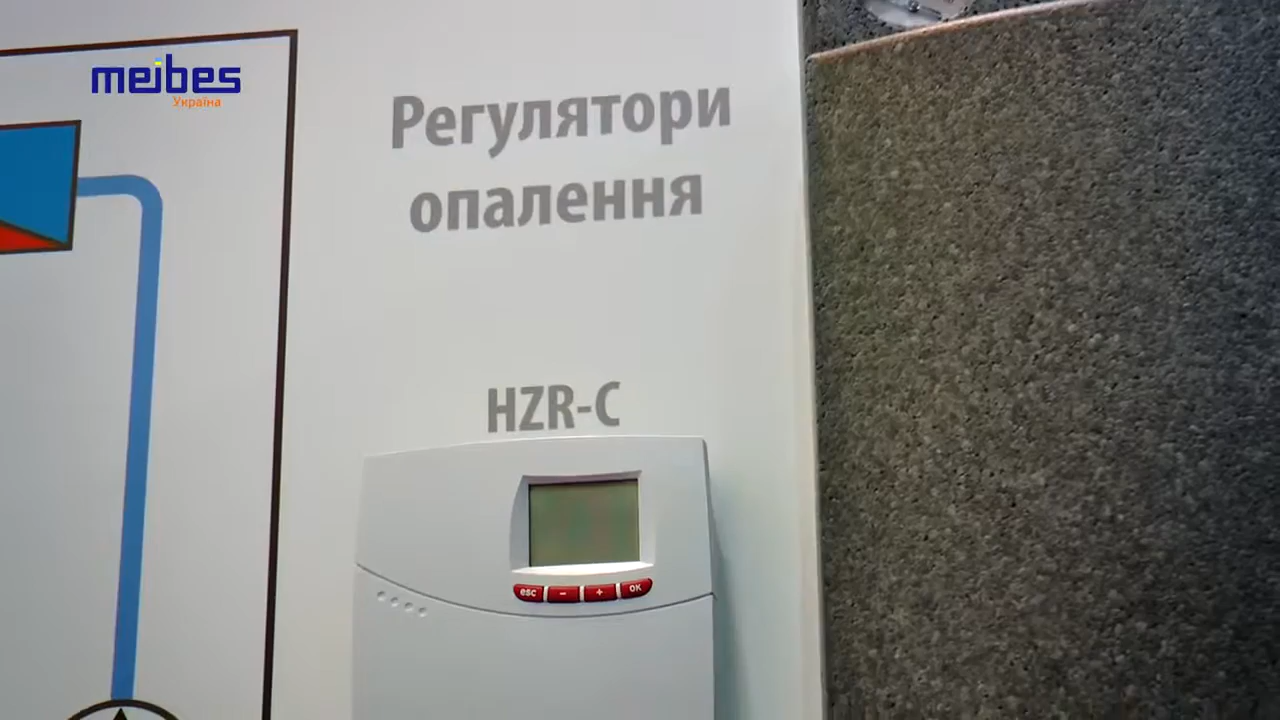 meibes
Україна
Регулятори
опалення
HZR-C
esc - + OK